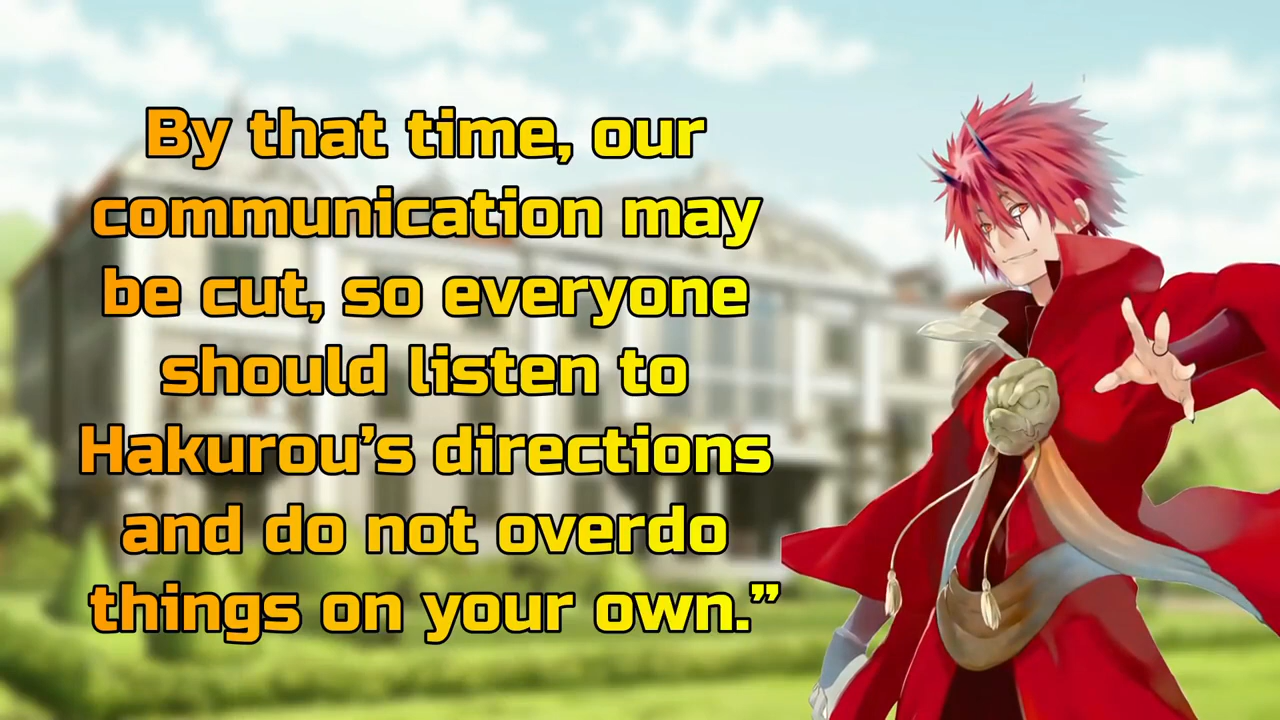 By that time, our
communication may
be cut, so everyone
should listen to
Hakurou’s directions
and do not overdo
things on your own.”